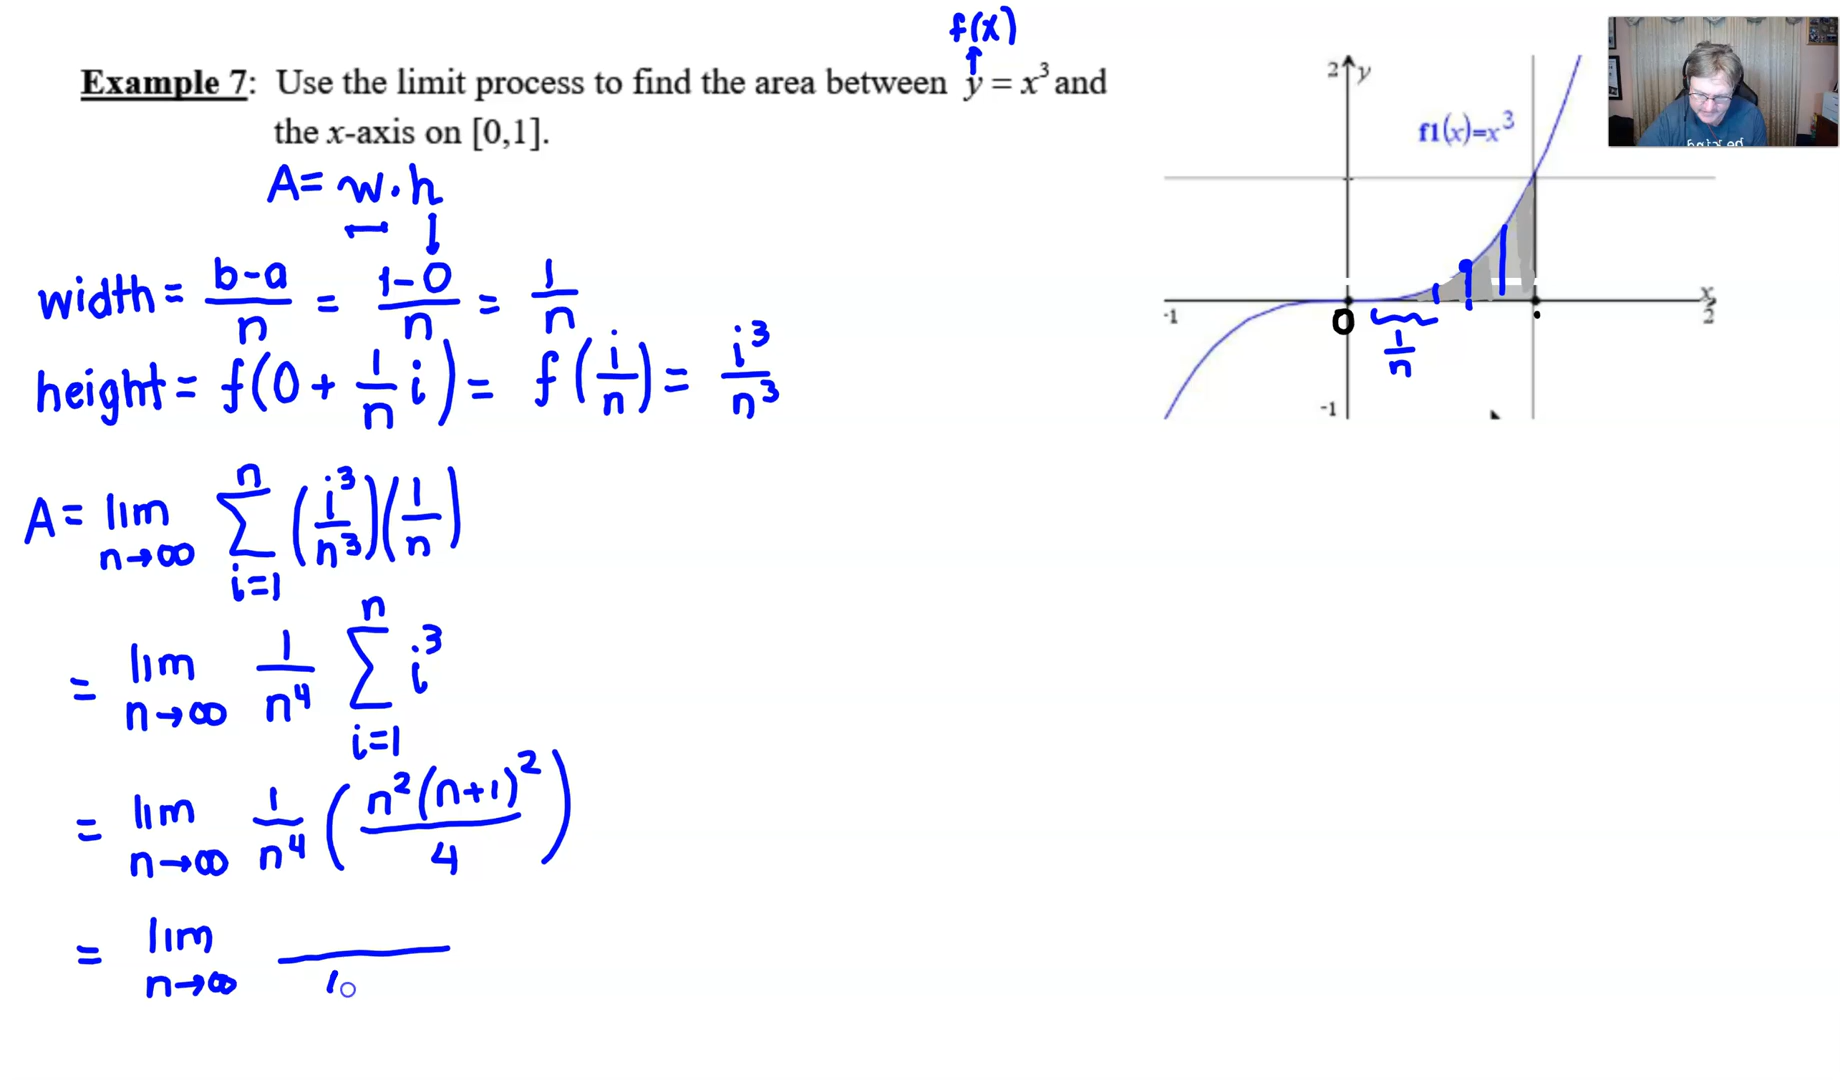 f(x)
Example 7: Use the limit process to find the area between y = x³ and
the x-axis on [0,1].
A = w · h
width = (b-a)/n = (1-0)/n = 1/n
height = f(0 + 1/n i) = f(i/n) = i³/n³
A = lim n→∞ n ∑ i=1 (i³/n³)(1/n)
= lim n→∞ 1/n⁴ n ∑ i=1 i³
= lim n→∞ 1/n⁴ (n²(n+1)²/4)
= lim n→∞
2 y
f1(x)=x³
-1 0 x 2
1/n
-1